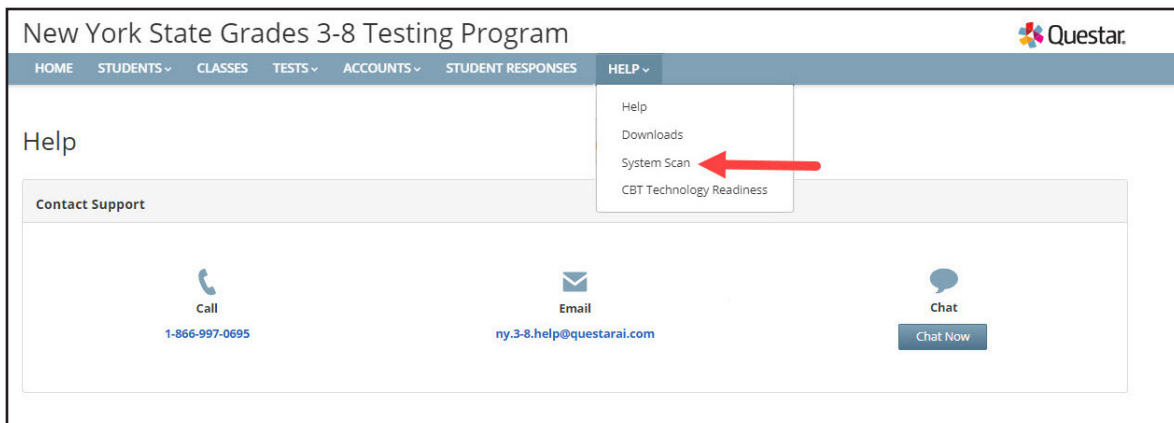 New York State Grades 3-8 Testing Program
Questar.
HOME STUDENTS CLASSES TESTS ACCOUNTS STUDENT RESPONSES HELP
Help
Downloads
System Scan
CBT Technology Readiness
Help
Contact Support
Call
1-866-997-0695
Email
ny.3-8.help@questarai.com
Chat
Chat Now